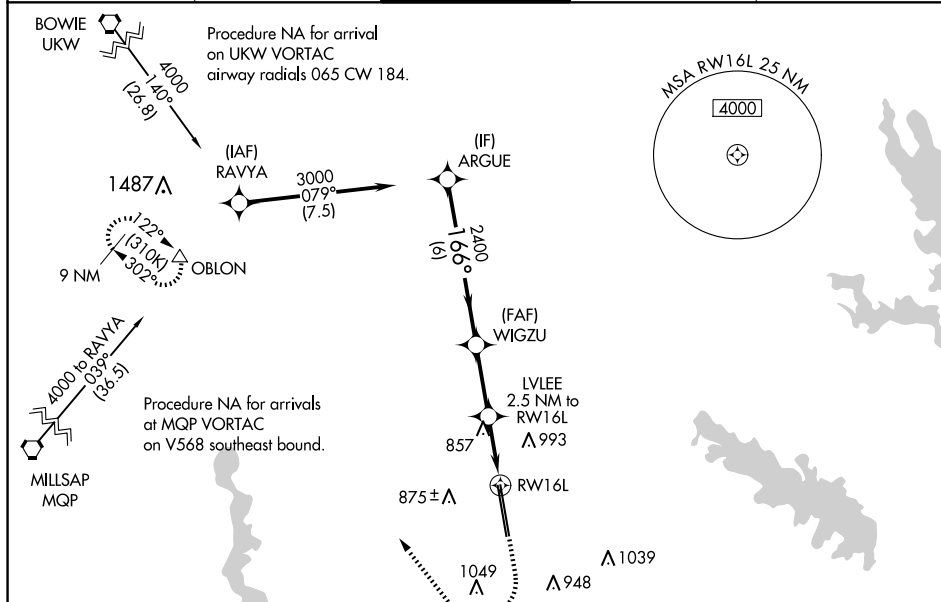 BOWIE
UKW
Procedure NA for arrival
on UKW VORTAC
airway radials 065 CW 184.
4000
140°
(26.8)
MSA RW16L 25 NM
4000
(IAF)
RAVYA
3000
079°
(7.5)
(IF)
ARGUE
1487
122°
(310K)
302°
9 NM
OBLON
2400
166°
(6)
(FAF)
WIGZU
4000 to RAVYA
039°
(36.5)
MILLSAP
MQP
Procedure NA for arrivals
at MQP VORTAC
on V568 southeast bound.
LVLEE
2.5 NM to
RW16L
857
993
RW16L
875±
1049
948
1039